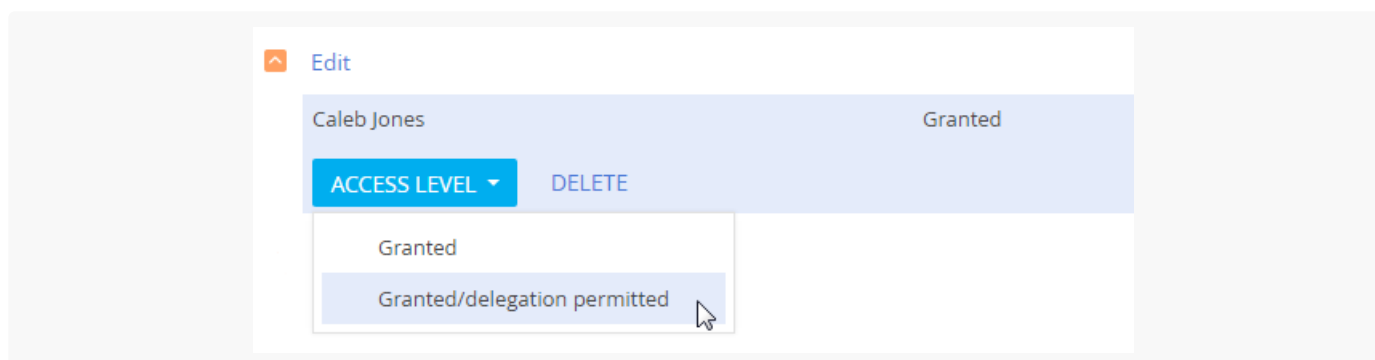 Edit
Caleb Jones Granted
ACCESS LEVEL DELETE
Granted
Granted/delegation permitted